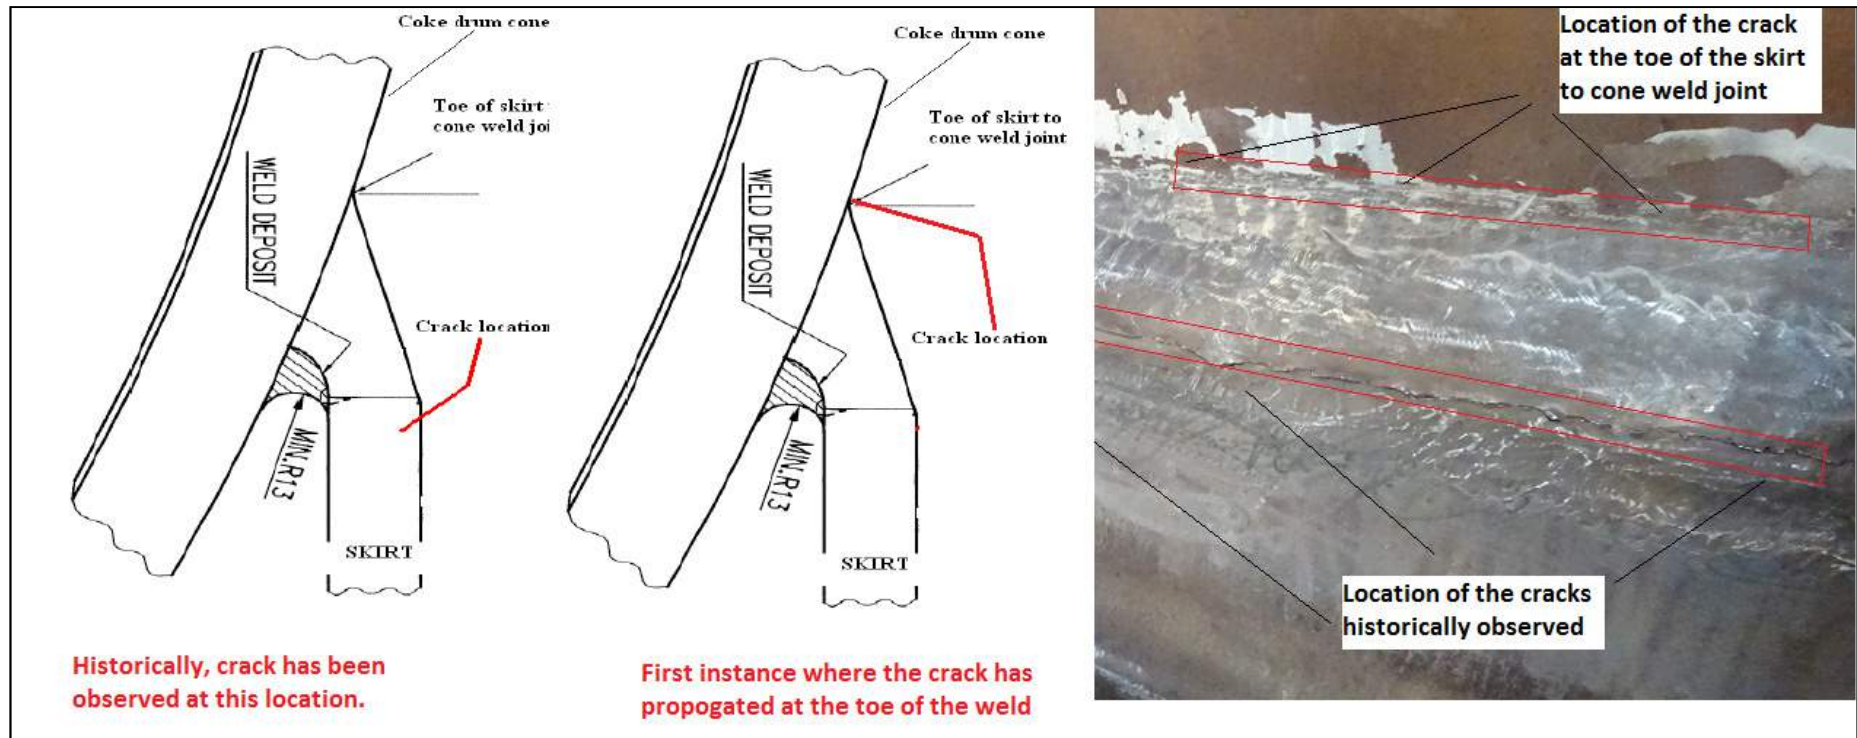 Coke drum cone
Toe of skirt
cone weld joi
WELD DEPOSIT
Crack location
MIN.R13
SKIRT
Historically, crack has been
observed at this location.
Coke drum cone
Toe of skirt to
cone weld joint
WELD DEPOSIT
Crack location
MIN.R13
SKIRT
First instance where the crack has
propogated at the toe of the weld
Location of the crack
at the toe of the skirt
to cone weld joint
Location of the cracks
historically observed